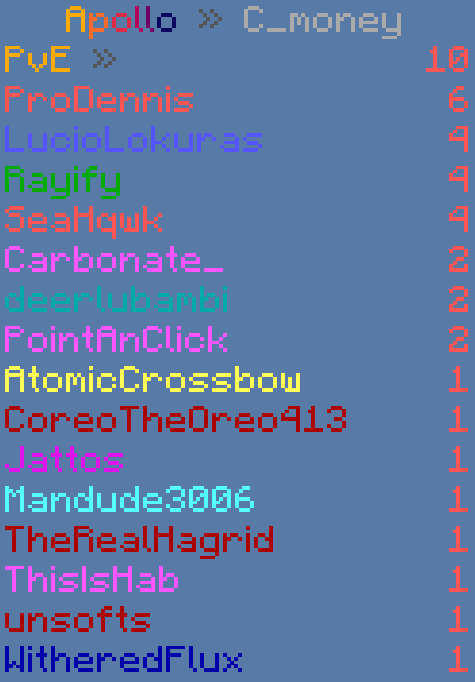 Apollo » C_money
PvE » 10
ProDennis 6
LucioLokuras 4
Rayify 4
SeaHqwk 4
Carbonate_ 2
deerlubambi 2
PointAnClick 2
AtomicCrossbow 1
CoreoTheOreo413 1
Jattos 1
Mandude3006 1
TheRealHagrid 1
ThisIsHab 1
unsofts 1
WitheredFlux 1